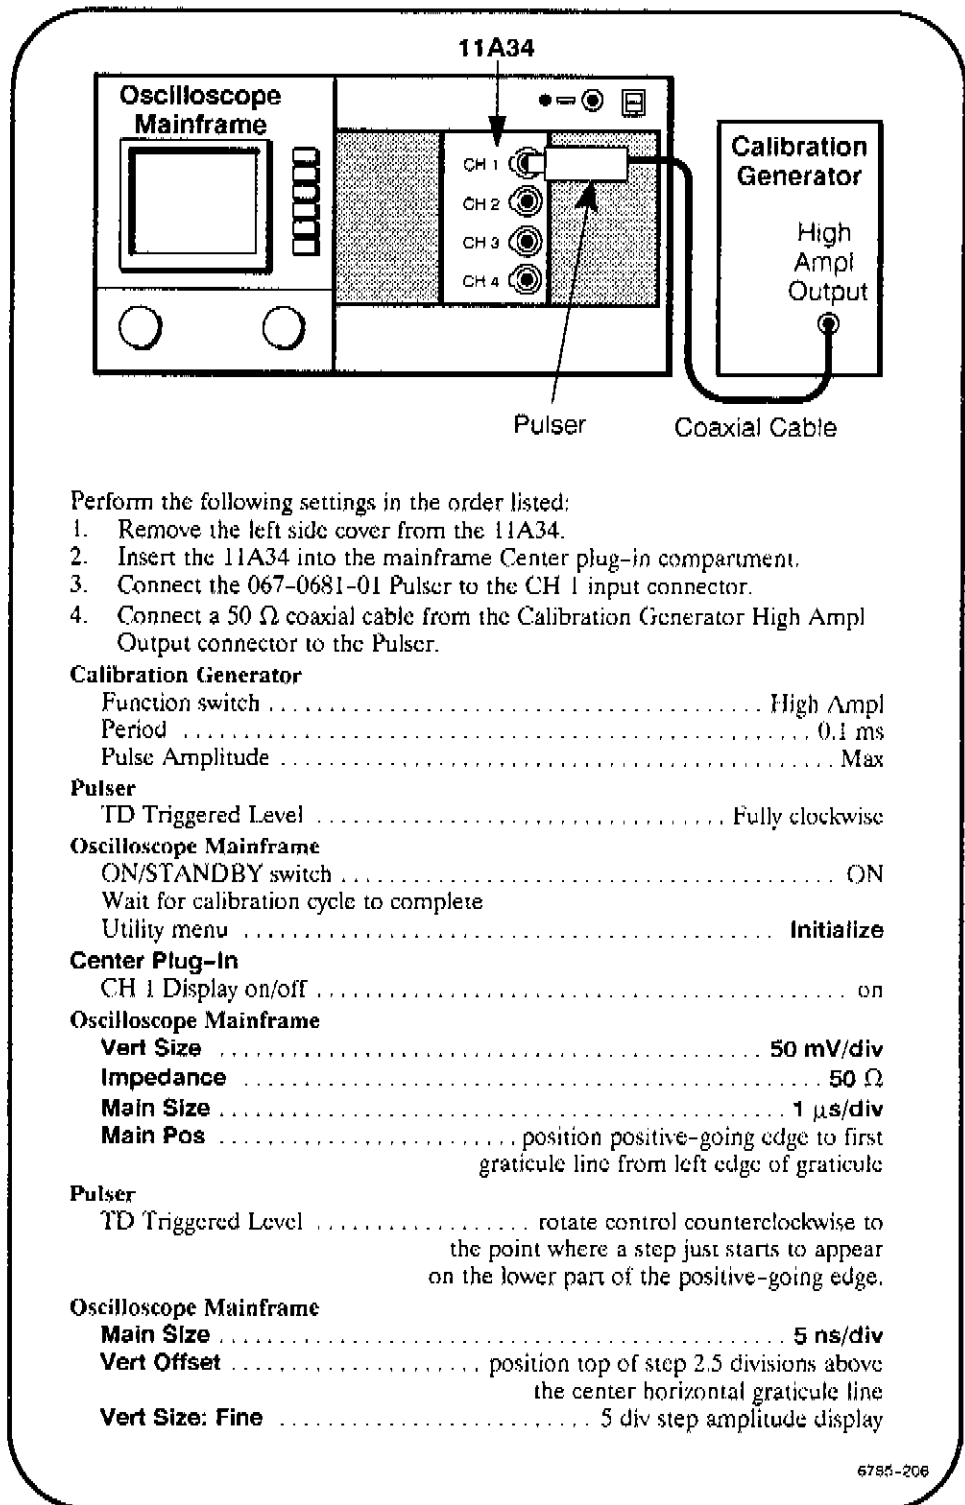 11A34
Oscilloscope
Mainframe
CH 1
CH 2
CH 3
CH 4
Calibration
Generator
High
Ampl
Output
Pulser
Coaxial Cable
Perform the following settings in the order listed:
1. Remove the left side cover from the 11A34.
2. Insert the 11A34 into the mainframe Center plug-in compartment.
3. Connect the 067-0681-01 Pulser to the CH 1 input connector.
4. Connect a 50 Ω coaxial cable from the Calibration Generator High Ampl
Output connector to the Pulser.
Calibration Generator
Function switch . . . . . . . . . . . . . . . . . . . . High Ampl
Period . . . . . . . . . . . . . . . . . . . . 0.1 ms
Pulse Amplitude . . . . . . . . . . . . . . . . . . . . Max
Pulser
TD Triggered Level . . . . . . . . . . . . . . . . . . . . Fully clockwise
Oscilloscope Mainframe
ON/STANDBY switch . . . . . . . . . . . . . . . . . . . . ON
Wait for calibration cycle to complete
Utility menu . . . . . . . . . . . . . . . . . . . . Initialize
Center Plug-In
CH 1 Display on/off . . . . . . . . . . . . . . . . . . . . on
Oscilloscope Mainframe
Vert Size . . . . . . . . . . . . . . . . . . . . 50 mV/div
Impedance . . . . . . . . . . . . . . . . . . . . 50 Ω
Main Size . . . . . . . . . . . . . . . . . . . . 1 μs/div
Main Pos . . . . . . . . . . . . . . . . . . . . position positive-going edge to first
graticule line from left edge of graticule
Pulser
TD Triggered Level . . . . . . . . . . . . . . . . rotate control counterclockwise to
the point where a step just starts to appear
on the lower part of the positive-going edge.
Oscilloscope Mainframe
Main Size . . . . . . . . . . . . . . . . . . . . 5 ns/div
Vert Offset . . . . . . . . . . . . . . . . . . . . position top of step 2.5 divisions above
the center horizontal graticule line
Vert Size: Fine . . . . . . . . . . . . . . . . . . . . 5 div step amplitude display
6785-206